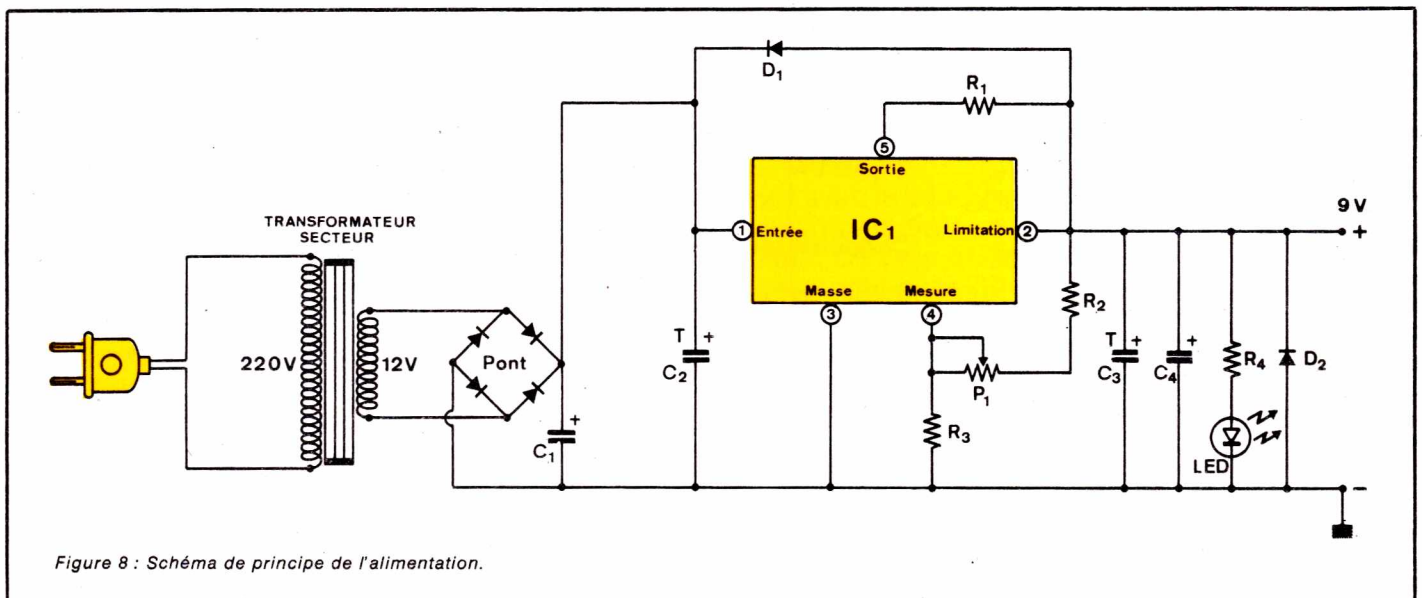 D1
R1
5
Sortie
TRANSFORMATEUR
SECTEUR
9V
1 Entrée IC1 Limitation 2
+
Masse Mesure
3 4
R2
220V 12V Pont
T +
C2
P1
T +
C3
+
C4
R4
D2
+
C1
R3
LED
-
Figure 8 : Schéma de principe de l'alimentation.